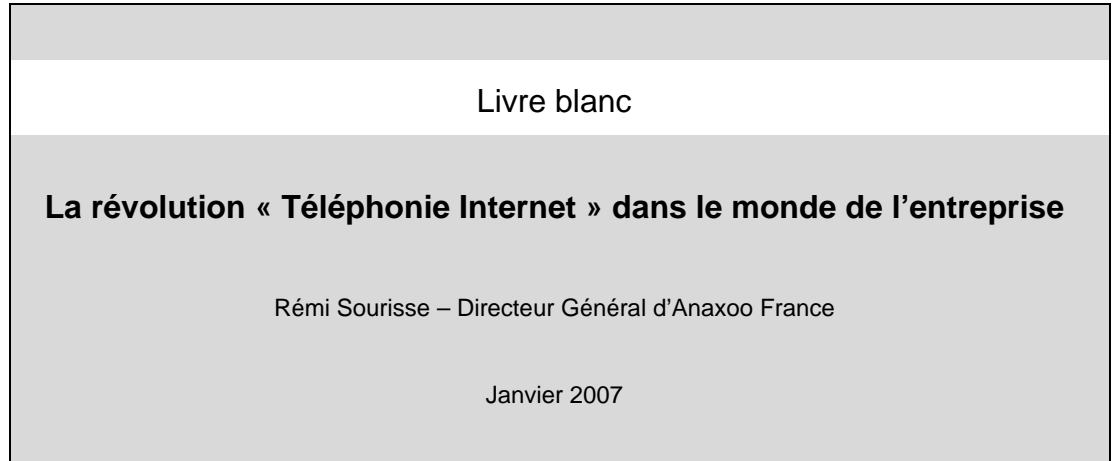 Livre blanc
La révolution « Téléphonie Internet » dans le monde de l’entreprise
Rémi Sourisse – Directeur Général d’Anaxoo France
Janvier 2007